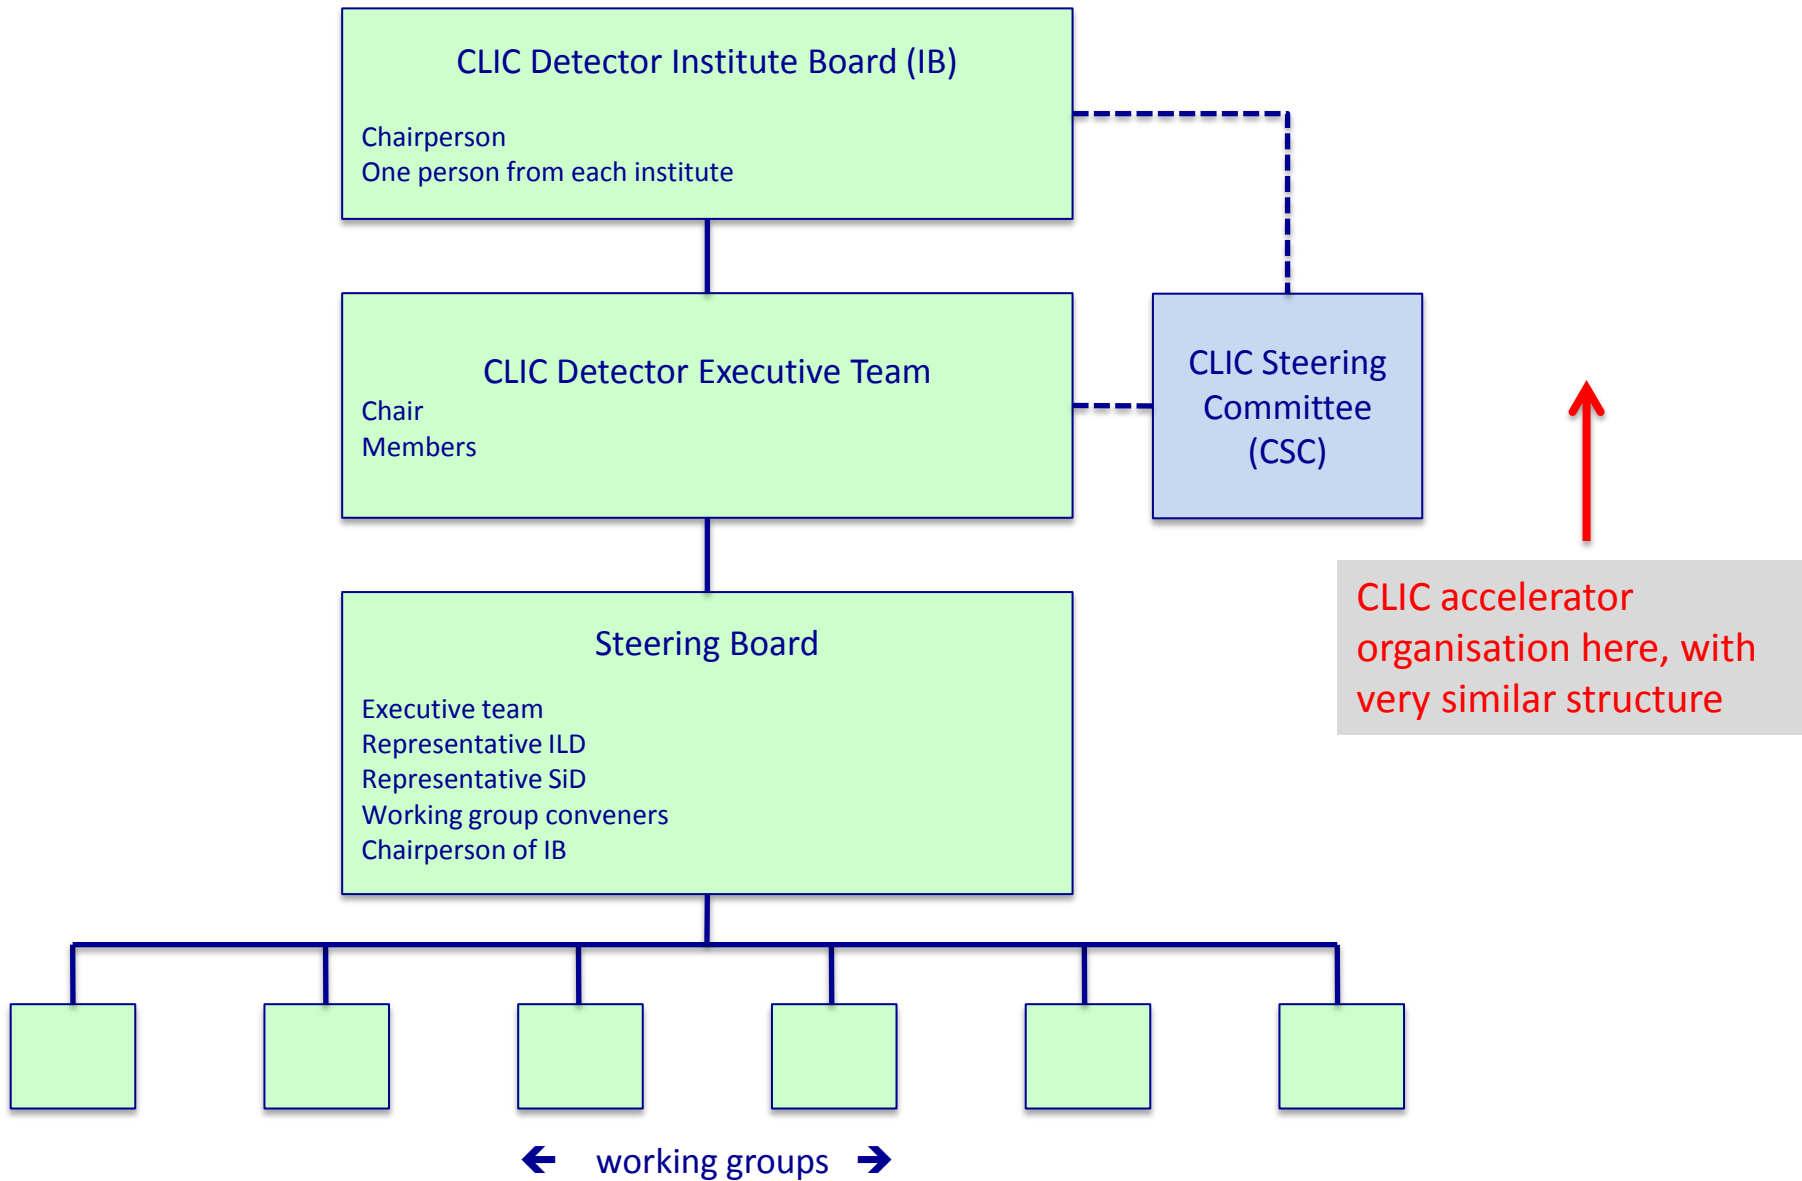 CLIC Detector Institute Board (IB)
Chairperson
One person from each institute
CLIC Detector Executive Team
Chair
Members
CLIC Steering
Committee
(CSC)
CLIC accelerator
organisation here, with
very similar structure
Steering Board
Executive team
Representative ILD
Representative SiD
Working group conveners
Chairperson of IB
🡸 working groups 🡺